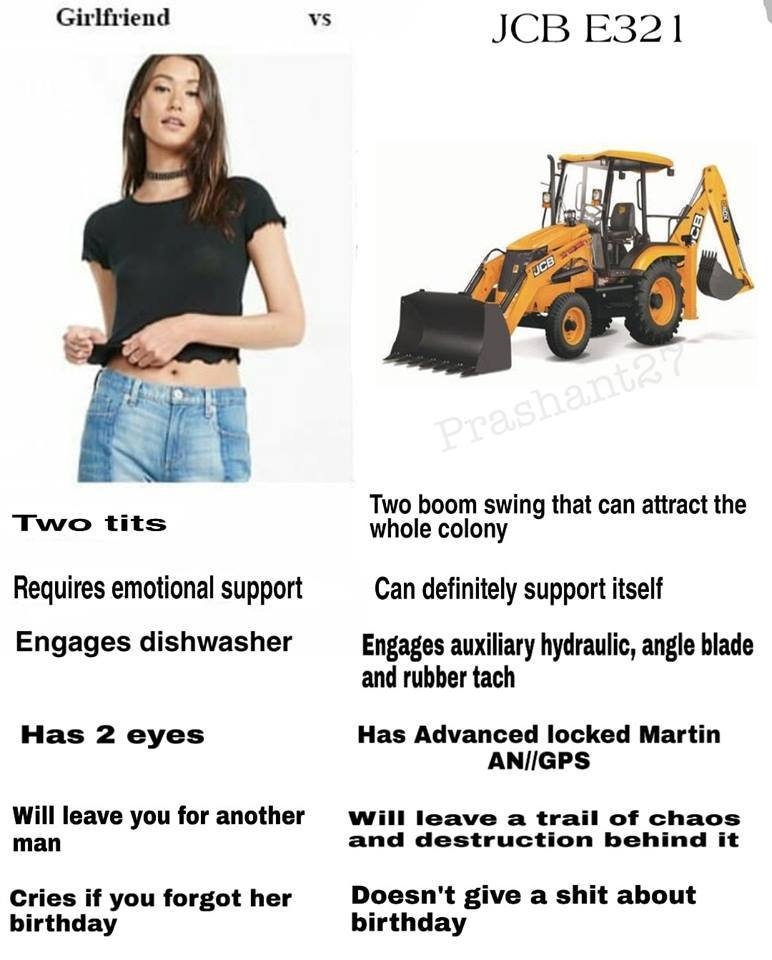 Girlfriend vs JCB E321
JCB
JCB
Prashant27
Two tits
Two boom swing that can attract the
whole colony
Requires emotional support
Can definitely support itself
Engages dishwasher
Engages auxiliary hydraulic, angle blade
and rubber tach
Has 2 eyes
Has Advanced locked Martin
AN//GPS
Will leave you for another
man
Will leave a trail of chaos
and destruction behind it
Cries if you forgot her
birthday
Doesn't give a shit about
birthday